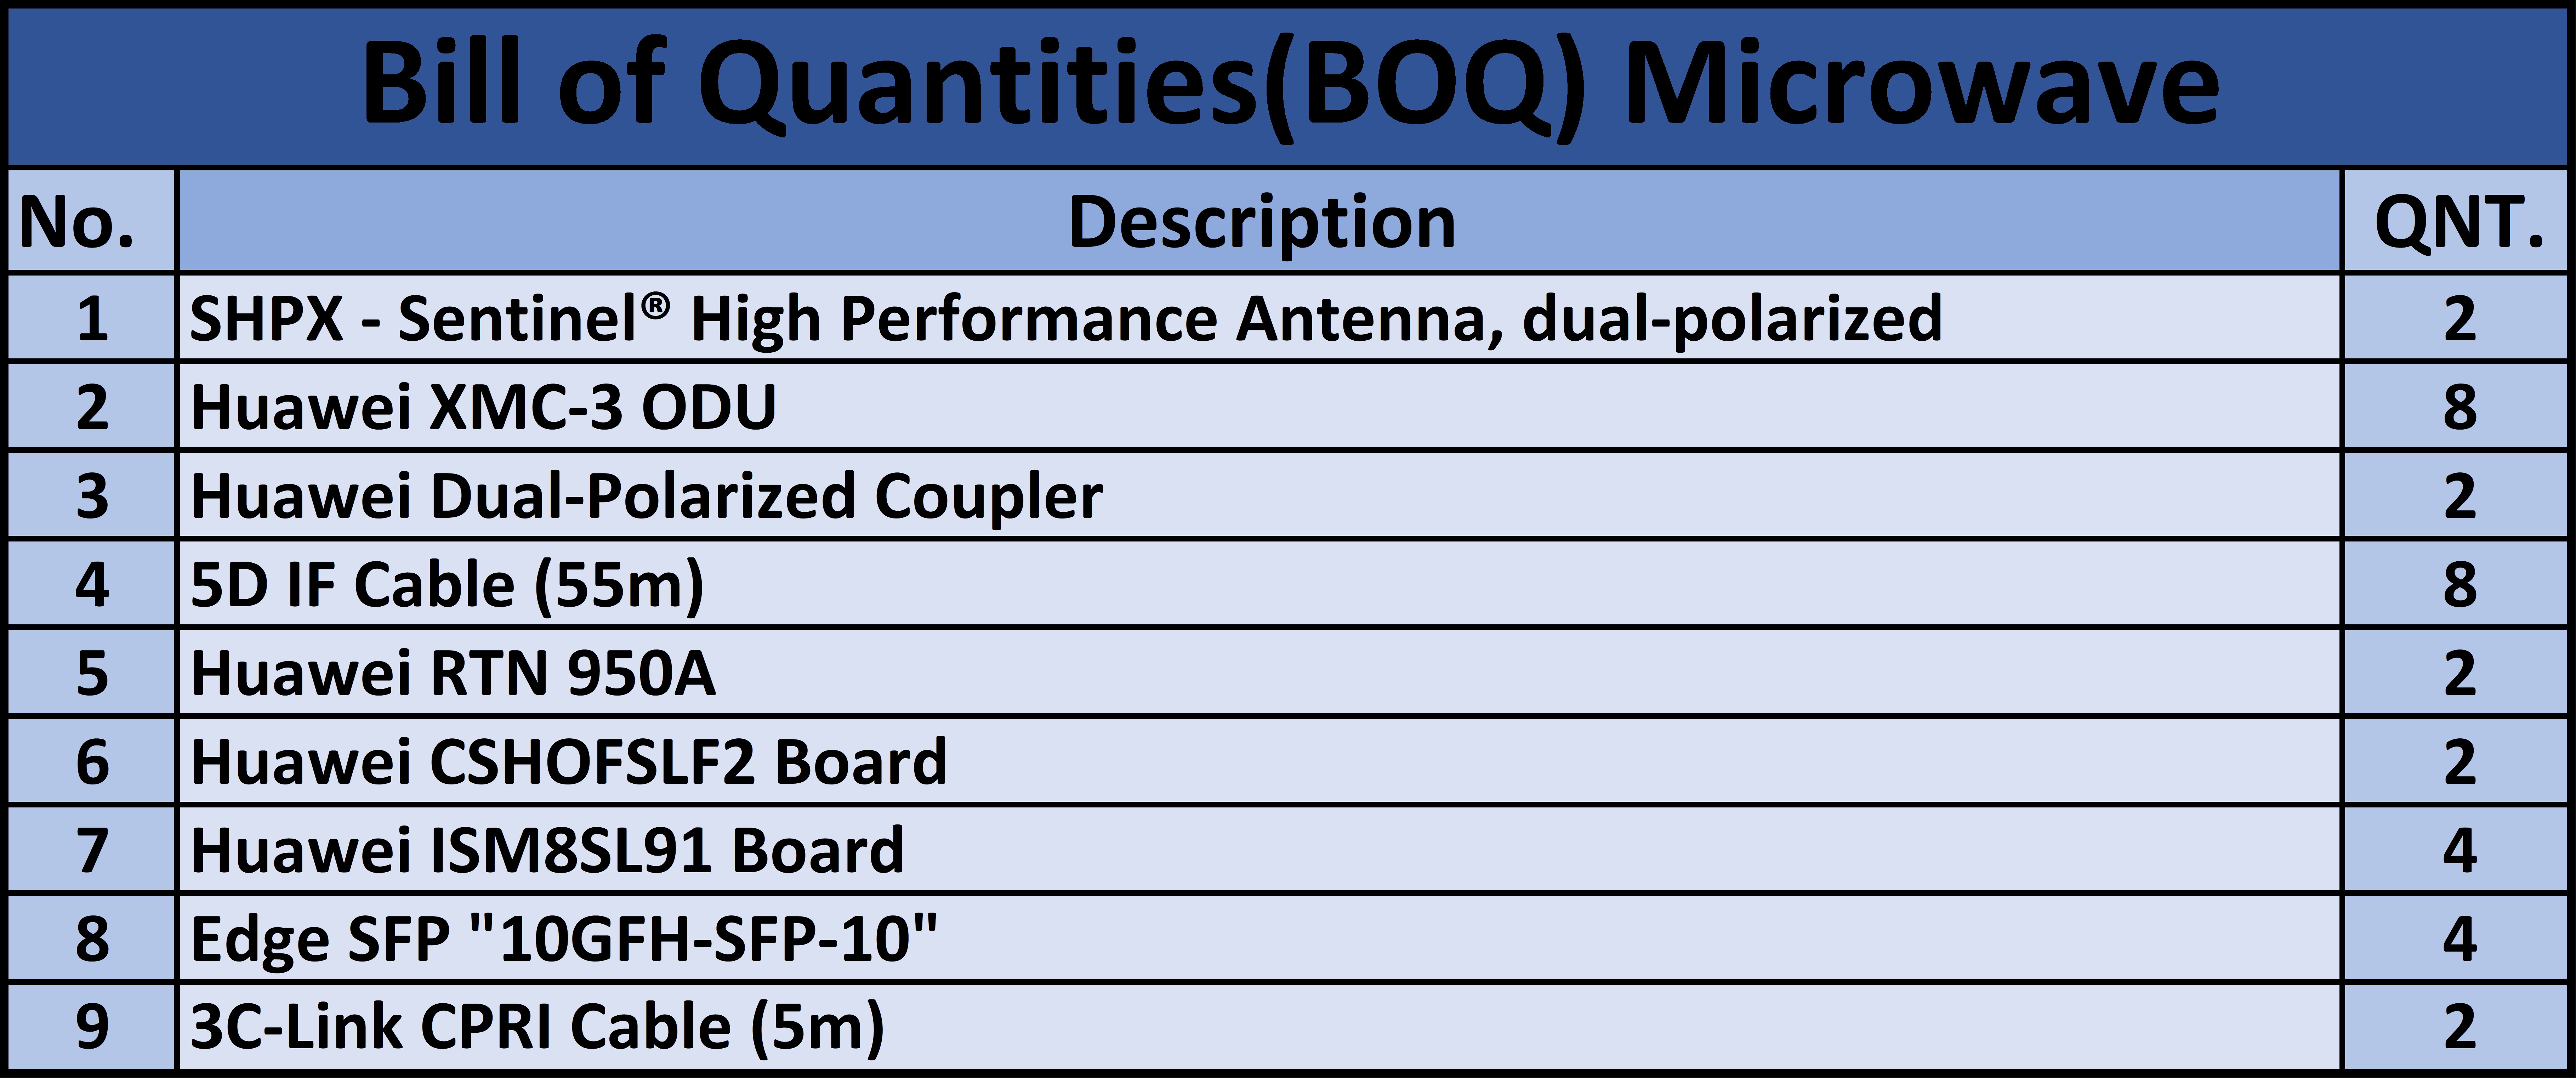 Bill of Quantities(BOQ) Microwave
No. Description QNT.
1 SHPX - Sentinel® High Performance Antenna, dual-polarized 2
2 Huawei XMC-3 ODU 8
3 Huawei Dual-Polarized Coupler 2
4 5D IF Cable (55m) 8
5 Huawei RTN 950A 2
6 Huawei CSHOFSLF2 Board 2
7 Huawei ISM8SL91 Board 4
8 Edge SFP "10GFH-SFP-10" 4
9 3C-Link CPRI Cable (5m) 2